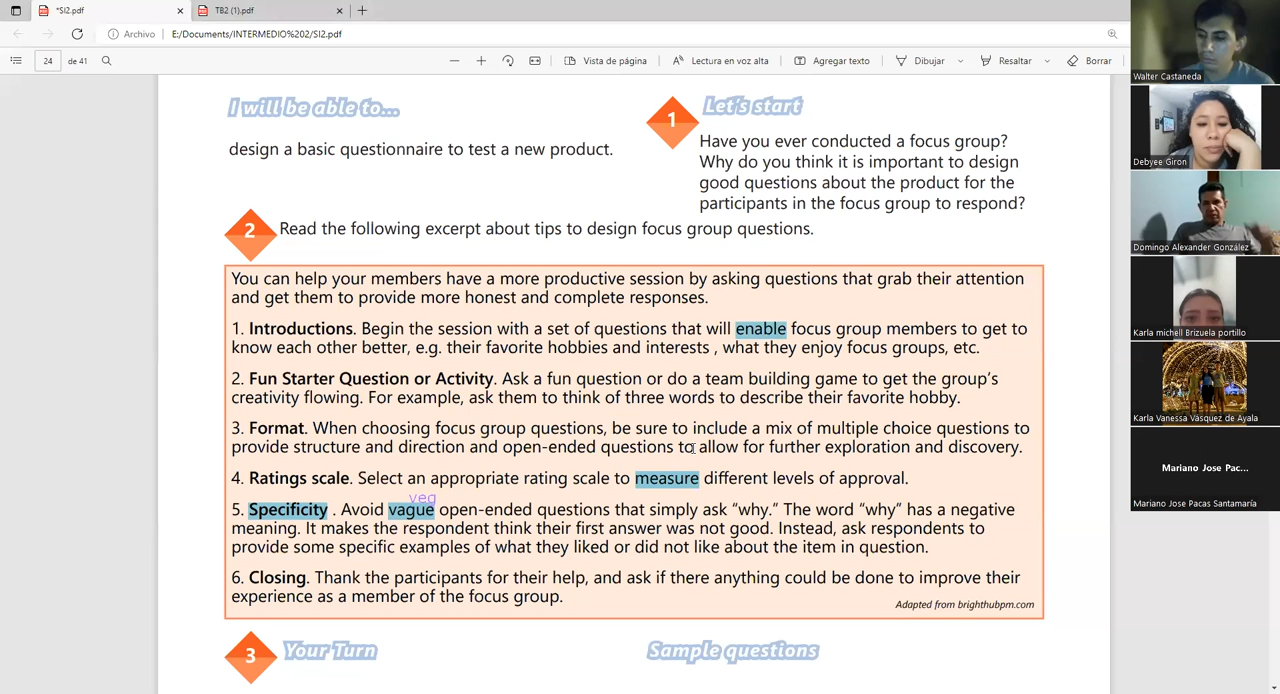 *SI2.pdf
TB2 (1).pdf
Archivo E:/Documents/INTERMEDIO%202/SI2.pdf
24 de 41 Vista de página Lectura en voz alta Agregar texto Dibujar Resaltar Borrar
I will be able to...
design a basic questionnaire to test a new product.
1 Let's start
Have you ever conducted a focus group?
Why do you think it is important to design
good questions about the product for the
participants in the focus group to respond?
2 Read the following excerpt about tips to design focus group questions.
You can help your members have a more productive session by asking questions that grab their attention
and get them to provide more honest and complete responses.
1. Introductions. Begin the session with a set of questions that will enable focus group members to get to
know each other better, e.g. their favorite hobbies and interests , what they enjoy focus groups, etc.
2. Fun Starter Question or Activity. Ask a fun question or do a team building game to get the group's
creativity flowing. For example, ask them to think of three words to describe their favorite hobby.
3. Format. When choosing focus group questions, be sure to include a mix of multiple choice questions to
provide structure and direction and open-ended questions to allow for further exploration and discovery.
4. Ratings scale. Select an appropriate rating scale to measure different levels of approval.
veg
5. Specificity . Avoid vague open-ended questions that simply ask “why.” The word “why” has a negative
meaning. It makes the respondent think their first answer was not good. Instead, ask respondents to
provide some specific examples of what they liked or did not like about the item in question.
6. Closing. Thank the participants for their help, and ask if there anything could be done to improve their
experience as a member of the focus group.
Adapted from brighthubpm.com
3 Your Turn
Sample questions
Walter Castaneda
Debyee Giron
Domingo Alexander González
Karla michell Brizuela portillo
Karla Vanessa Vásquez de Ayala
Mariano Jose Pac...
Mariano Jose Pacas Santamaría